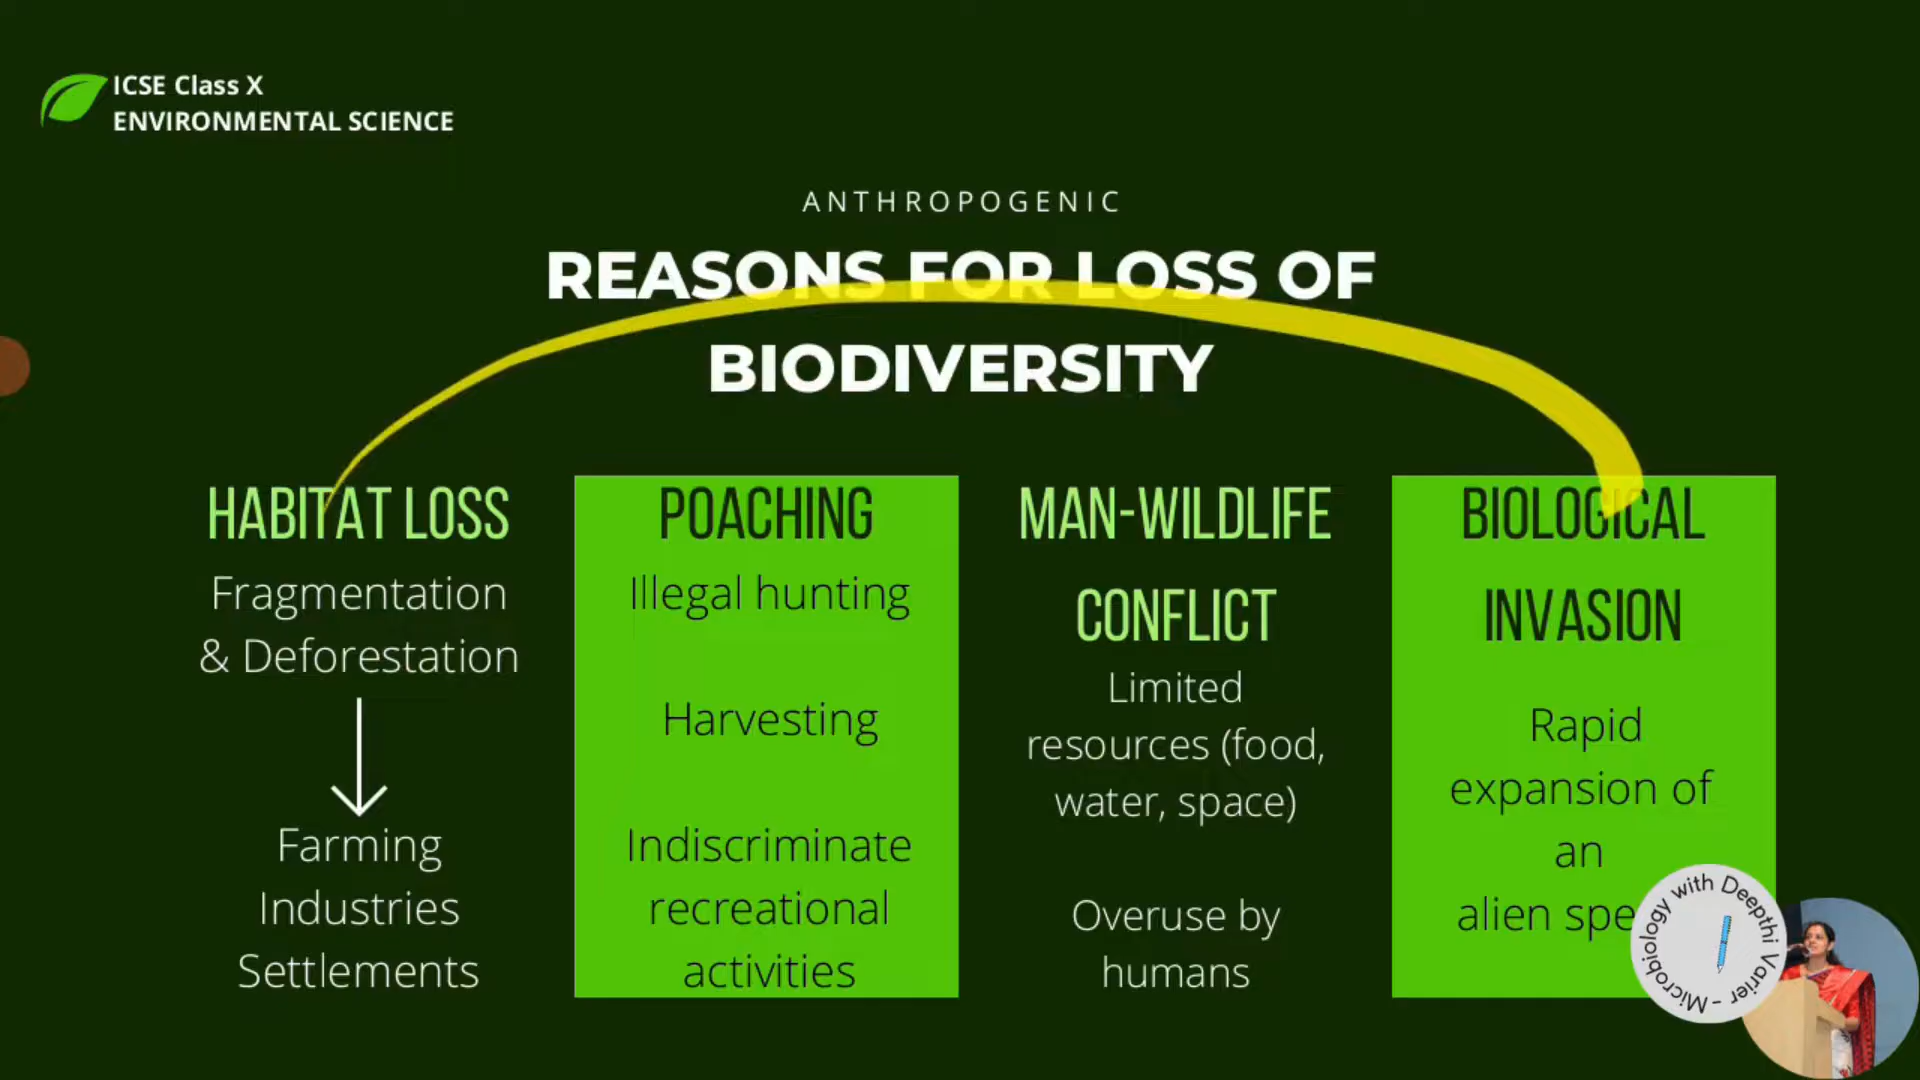 ICSE Class X
ENVIRONMENTAL SCIENCE
ANTHROPOGENIC
REASONS FOR LOSS OF
BIODIVERSITY
HABITAT LOSS
Fragmentation
& Deforestation
Farming
Industries
Settlements
POACHING
Illegal hunting
Harvesting
Indiscriminate
recreational
activities
MAN-WILDLIFE
CONFLICT
Limited
resources (food,
water, space)
Overuse by
humans
BIOLOGICAL
INVASION
Rapid
expansion of
an
alien
Microbiology with Deepthi Varier -